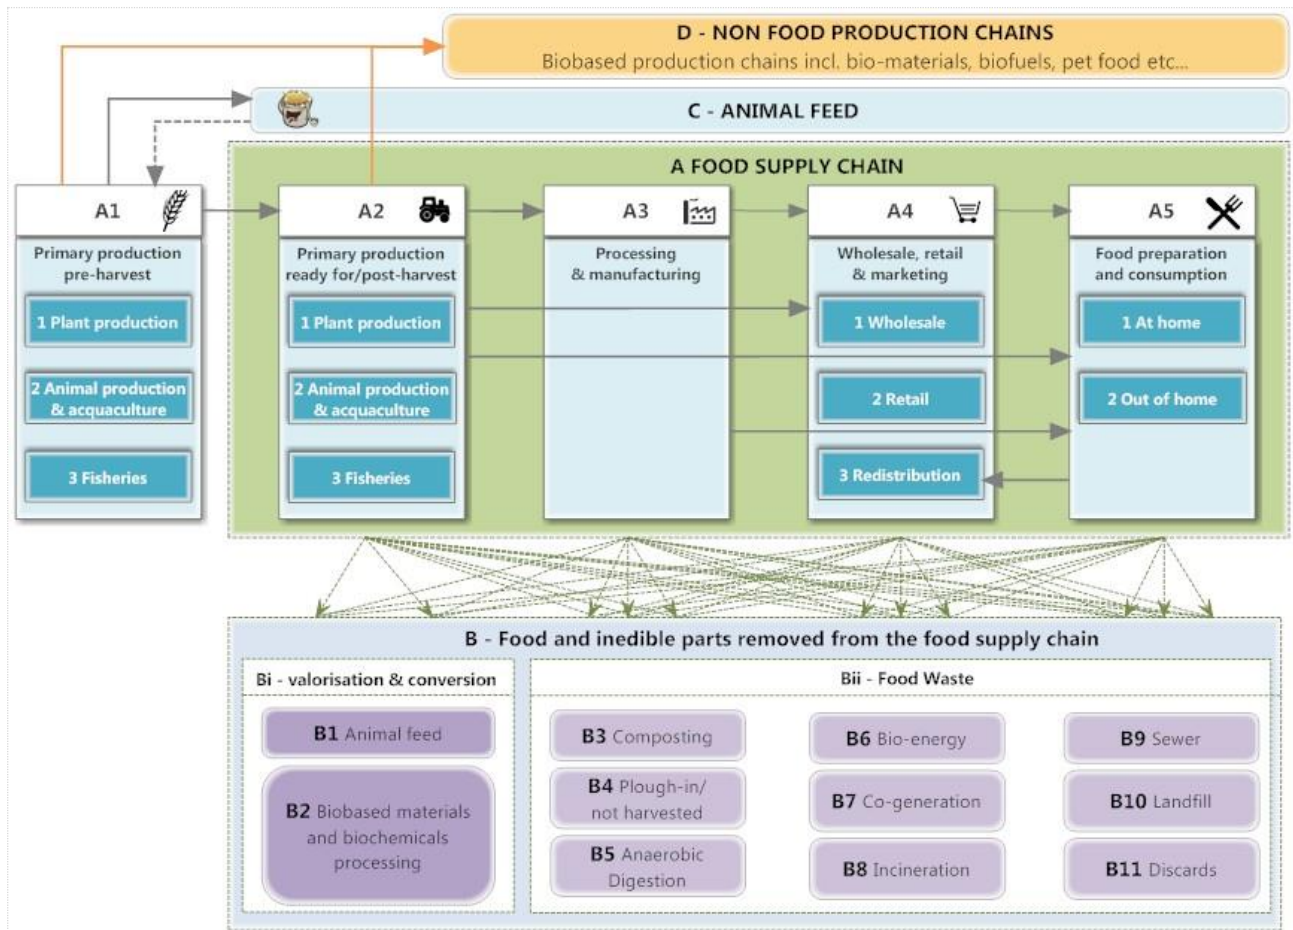 D - NON FOOD PRODUCTION CHAINS
Biobased production chains incl. bio-materials, biofuels, pet food etc...
C - ANIMAL FEED
A FOOD SUPPLY CHAIN
A1
Primary production
pre-harvest
1 Plant production
2 Animal production
& acquaculture
3 Fisheries
A2
Primary production
ready for/post-harvest
1 Plant production
2 Animal production
& acquaculture
3 Fisheries
A3
Processing
& manufacturing
A4
Wholesale, retail
& marketing
1 Wholesale
2 Retail
3 Redistribution
A5
Food preparation
and consumption
1 At home
2 Out of home
B - Food and inedible parts removed from the food supply chain
Bi - valorisation & conversion
B1 Animal feed
B2 Biobased materials
and biochemicals
processing
Bii - Food Waste
B3 Composting
B4 Plough-in/
not harvested
B5 Anaerobic
Digestion
B6 Bio-energy
B7 Co-generation
B8 Incineration
B9 Sewer
B10 Landfill
B11 Discards